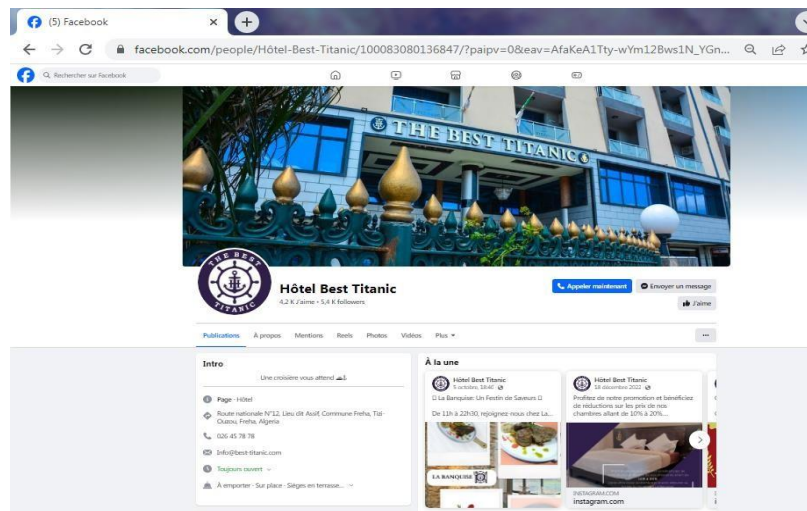 (5) Facebook
facebook.com/people/Hôtel-Best-Titanic/100083080136847/?paipv=0&eav=AfaKeA1Tty-wYm12Bws1N_YGn...
Rechercher sur Facebook
THE BEST TITANIC
THE BEST
TITANIC
Hôtel Best Titanic
4,2 K J'aime • 5,4 K followers
Appeler maintenant
Envoyer un message
J'aime
Publications À propos Mentions Reels Photos Vidéos Plus
Intro
Une croisière vous attend
Page · Hôtel
Route nationale N°12, Lieu dit Assif, Commune Freha, Tizi-
Ouzou, Freha, Algeria
026 45 78 78
Info@best-titanic.com
Toujours ouvert
À emporter · Sur place · Sièges en terrasse...
À la une
Hôtel Best Titanic
5 octobre, 18:41
La Banquise: Un Festin de Saveurs
De 11h à 22h30, rejoignez-nous chez La...
LA BANQUISE
Hôtel Best Titanic
18 décembre 2022
Profitez de notre promotion et bénéficiez
de réductions sur les prix de nos
chambres allant de 10% à 20%...
INSTAGRAM.COM
instagram.com